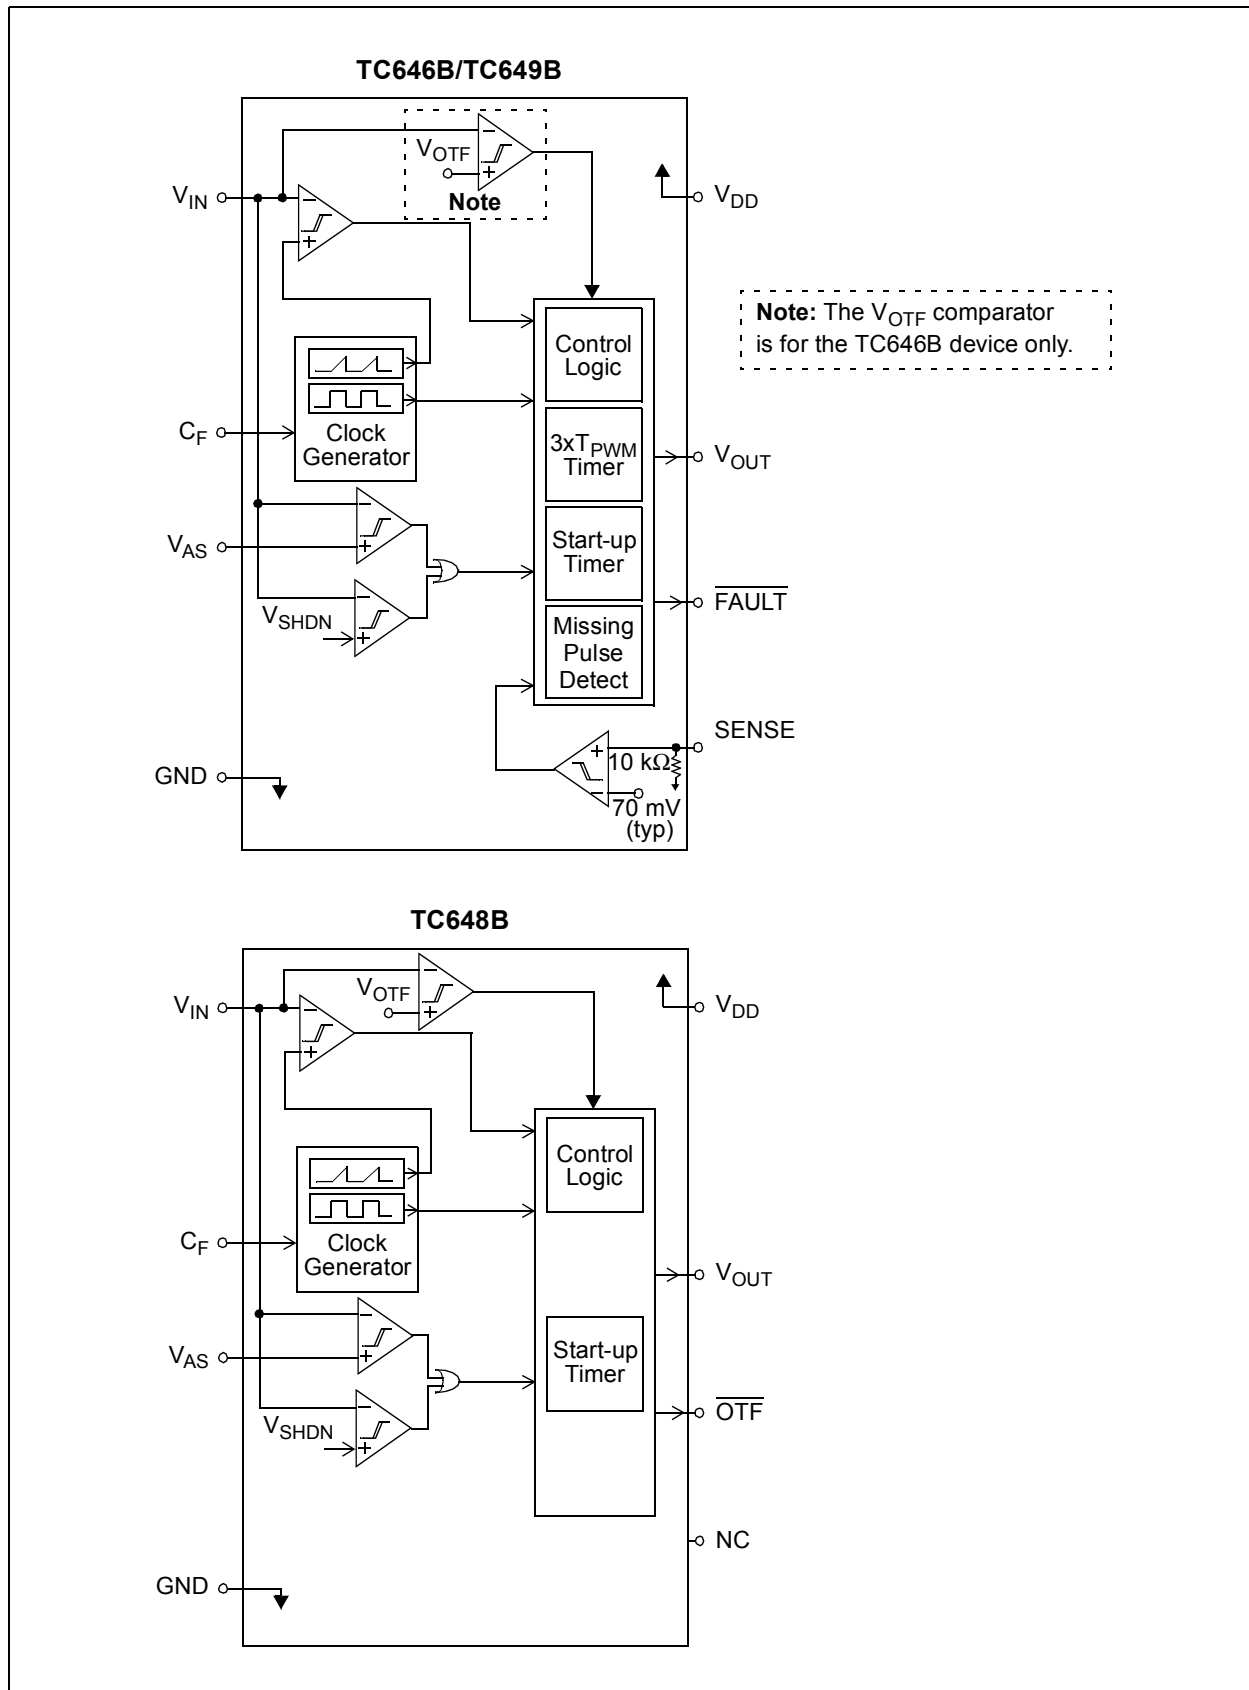 TC646B/TC649B
VOTF
Note
VIN
VDD
Note: The VOTF comparator
is for the TC646B device only.
Control
Logic
CF
Clock
Generator
3xTPWM
Timer
VOUT
VAS
Start-up
Timer
FAULT
VSHDN
Missing
Pulse
Detect
SENSE
10 kΩ
GND
70 mV
(typ)
TC648B
VOTF
VIN
VDD
Control
Logic
CF
Clock
Generator
VOUT
VAS
Start-up
Timer
OTF
VSHDN
NC
GND